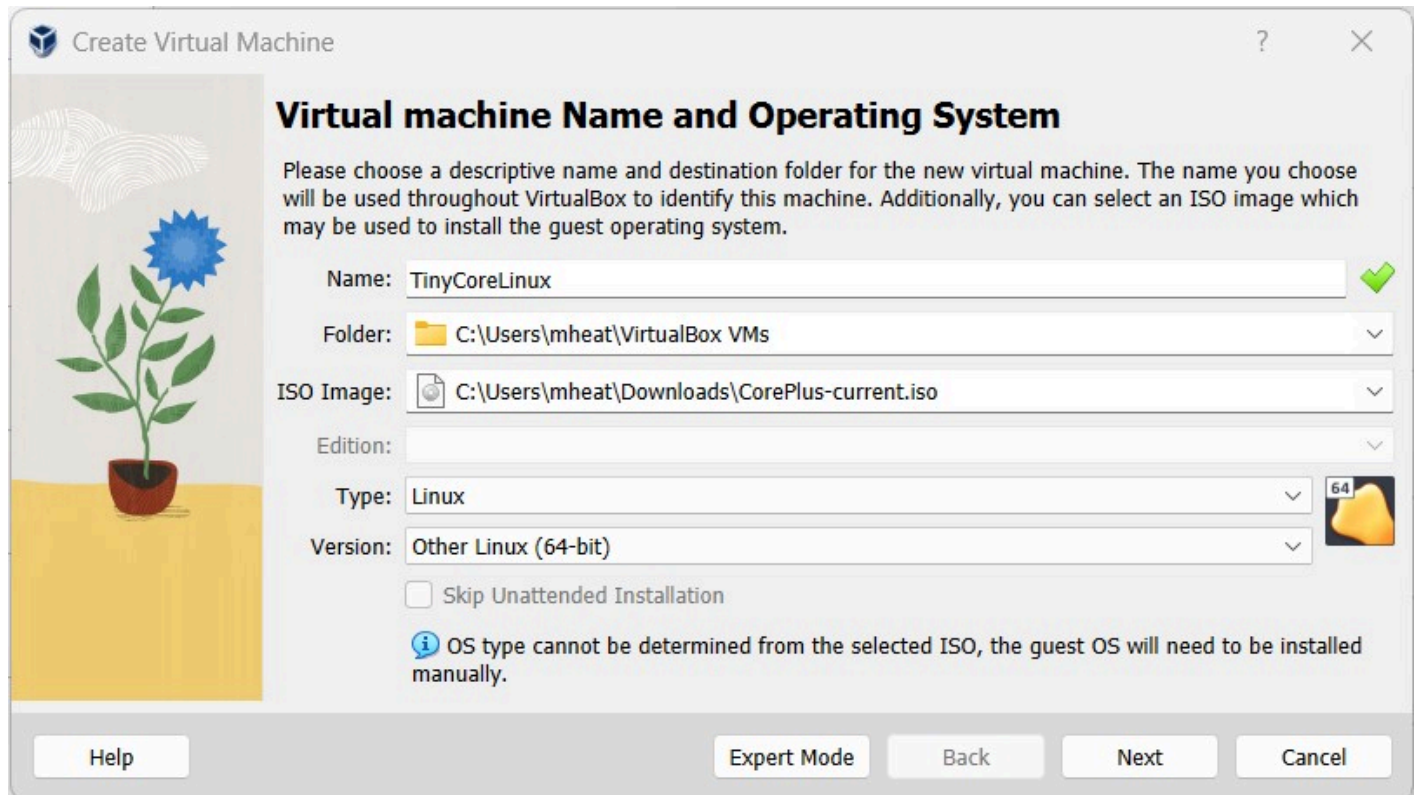 Create Virtual Machine
?
Virtual machine Name and Operating System
Please choose a descriptive name and destination folder for the new virtual machine. The name you choose
will be used throughout VirtualBox to identify this machine. Additionally, you can select an ISO image which
may be used to install the guest operating system.
Name: TinyCoreLinux
Folder: C:\Users\mheat\VirtualBox VMs
ISO Image: C:\Users\mheat\Downloads\CorePlus-current.iso
Edition:
Type: Linux
64
Version: Other Linux (64-bit)
Skip Unattended Installation
OS type cannot be determined from the selected ISO, the guest OS will need to be installed
manually.
Help Expert Mode Back Next Cancel